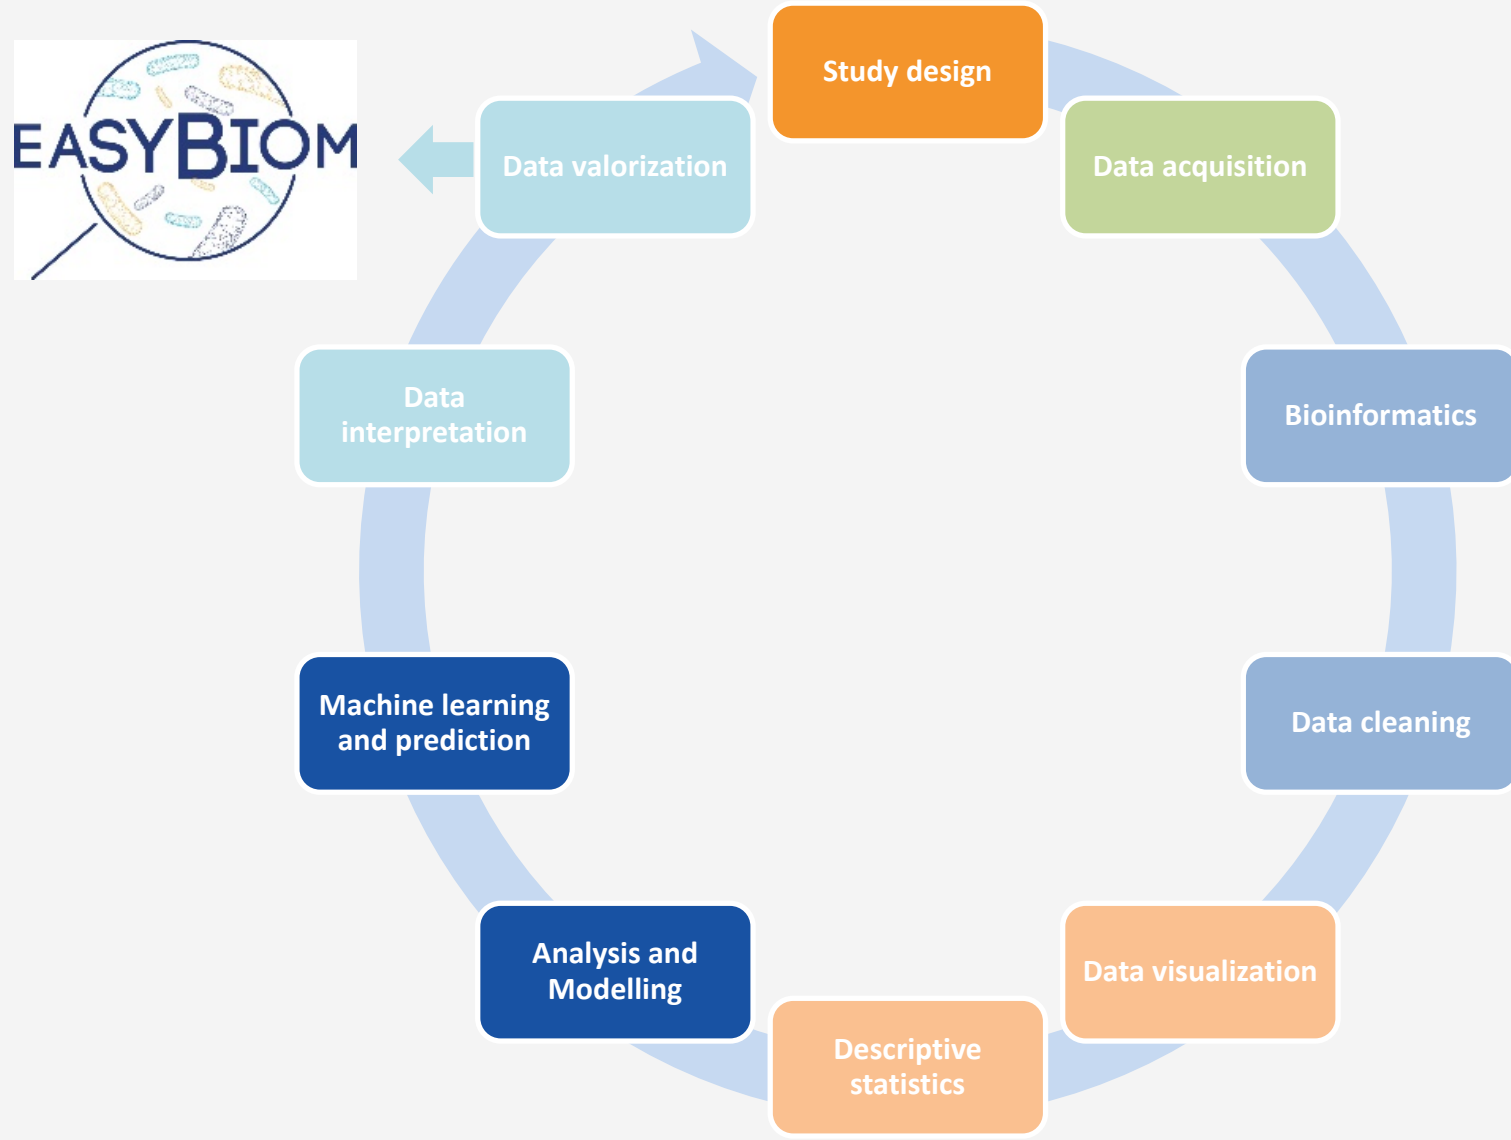 EASYBIOM
Study design
Data acquisition
Bioinformatics
Data cleaning
Data visualization
Descriptive
statistics
Analysis and
Modelling
Machine learning
and prediction
Data
interpretation
Data valorization